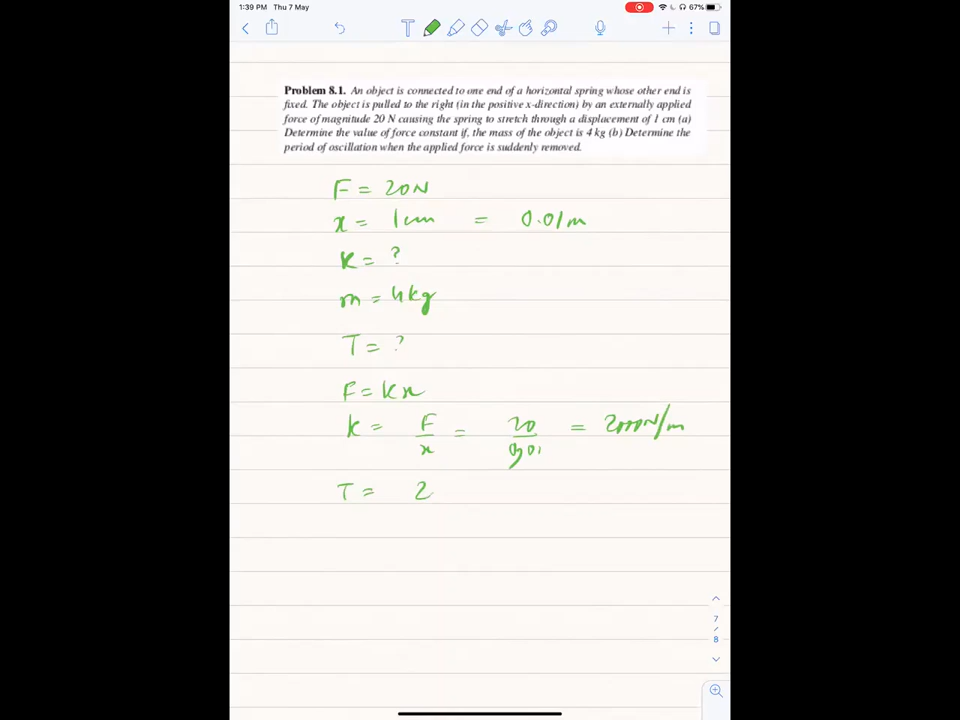 1:39 PM Thu 7 May 67%
T
Problem 8.1. An object is connected to one end of a horizontal spring whose other end is
fixed. The object is pulled to the right (in the positive x-direction) by an externally applied
force of magnitude 20 N causing the spring to stretch through a displacement of 1 cm (a)
Determine the value of force constant if, the mass of the object is 4 kg (b) Determine the
period of oscillation when the applied force is suddenly removed.
F = 20N
x = 1cm = 0.01m
K = ?
m = 4kg
T = ?
F = kx
k = F/x = 20/0.01 = 2000N/m
T = 2
7
/
8